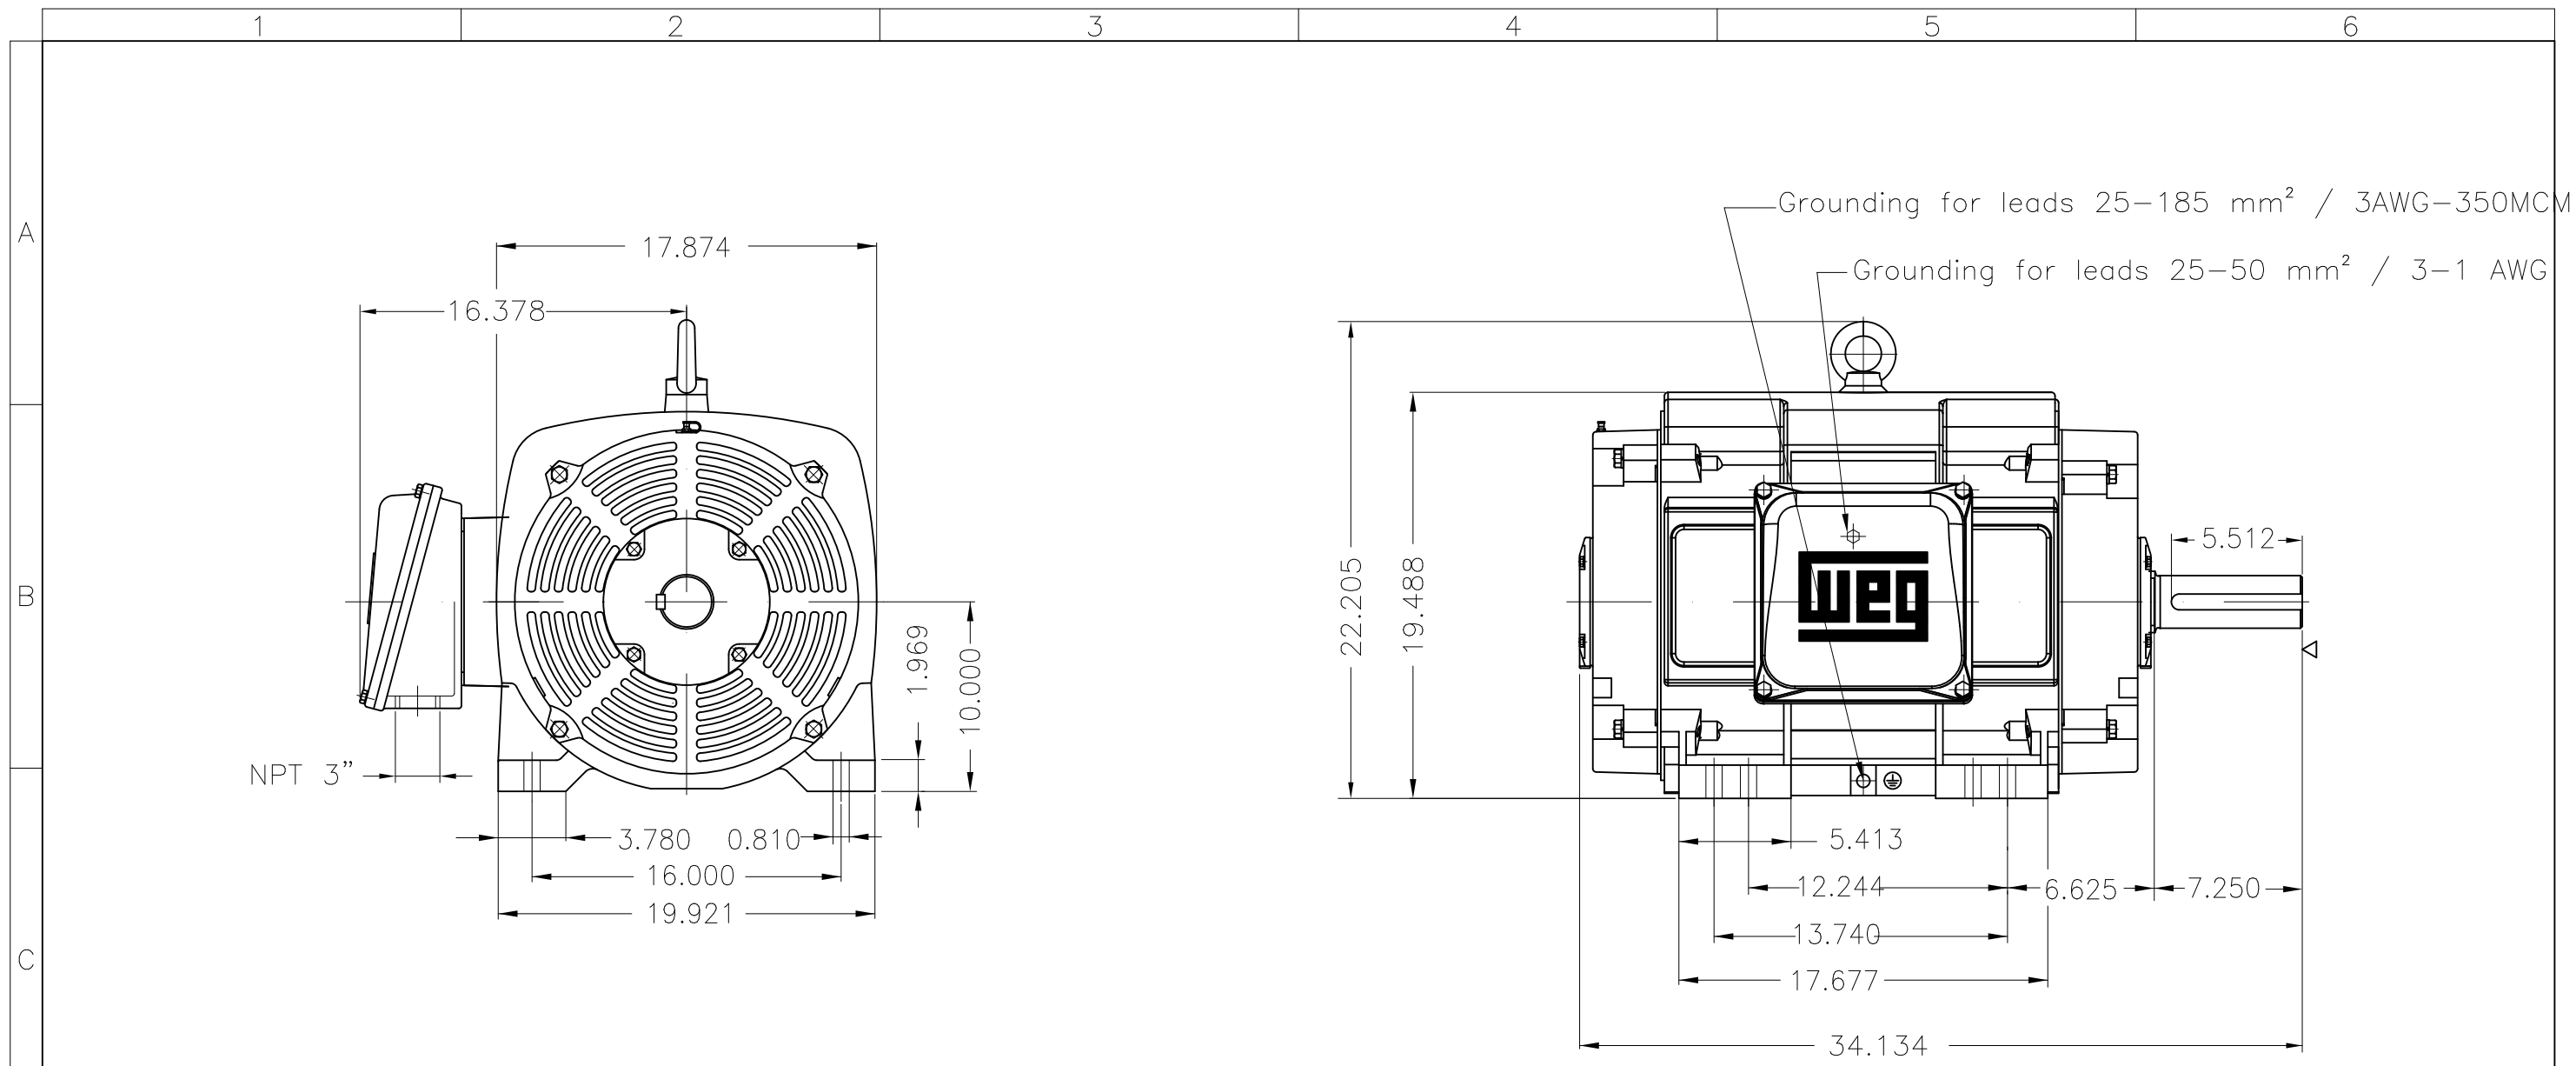 1 2 3 4 5 6
A
Grounding for leads 25-185 mm² / 3AWG-350MCM
17.874
Grounding for leads 25-50 mm² / 3-1 AWG
16.378
B
5.512
22.205
19.488
weg
1.969
10.000
NPT 3"
3.780 0.810
5.413
16.000
12.244 6.625 7.250
19.921
13.740
C
17.677
34.134